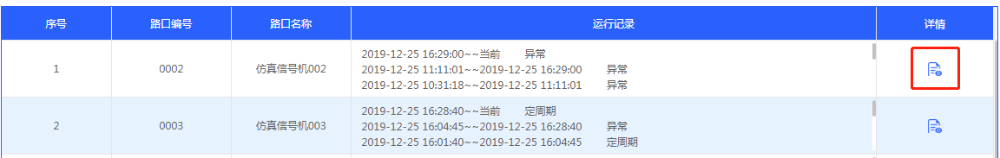 序号 路口编号 路口名称 运行记录 详情
1 0002 仿真信号机002
2019-12-25 16:29:00~~当前 异常
2019-12-25 11:11:01~~2019-12-25 16:29:00 异常
2019-12-25 10:31:18~~2019-12-25 11:11:01 异常
2 0003 仿真信号机003
2019-12-25 16:28:40~~当前 定周期
2019-12-25 16:04:45~~2019-12-25 16:28:40 异常
2019-12-25 16:01:40~~2019-12-25 16:04:45 定周期